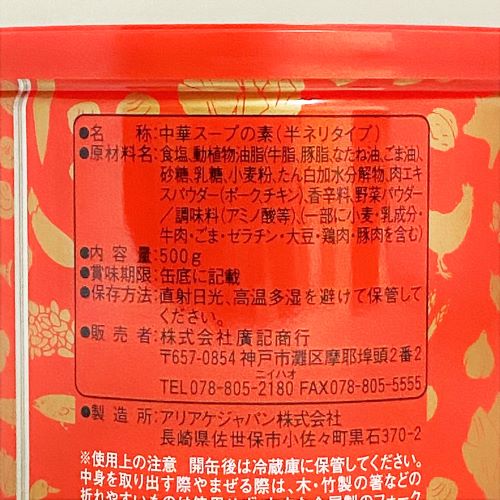 ●名　　称:中華スープの素(半ネリタイプ)
●原材料名:食塩、動植物油脂(牛脂、豚脂、なたね油、ごま油)、
砂糖、乳糖、小麦粉、たん白加水分解物、肉エキ
スパウダー(ポーク、チキン)、香辛料、野菜パウダー
/調味料(アミノ酸等)、(一部に小麦・乳成分・
牛肉・ごま・ゼラチン・大豆・鶏肉・豚肉を含む)
●内 容 量:500g
●賞味期限:缶底に記載
●保存方法:直射日光、高温多湿を避けて保管して
ください。
●販 売 者:株式会社廣記商行
〒657-0854 神戸市灘区摩耶埠頭2番2
ニイハオ
TEL078-805-2180 FAX078-805-5555
●製 造 所:アリアケジャパン株式会社
長崎県佐世保市小佐々町黒石370-2
※使用上の注意 開缶後は冷蔵庫に保管してください。
中身を取り出す際やまぜる際は、木・竹製の箸などの